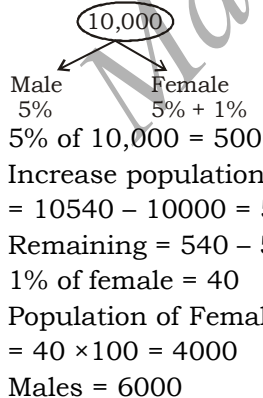 10,000
Male Female
5% 5% + 1%
5% of 10,000 = 500
Increase population
= 10540 – 10000 =
Remaining = 540 –
1% of female = 40
Population of
= 40 ×100 = 4000
Males = 6000